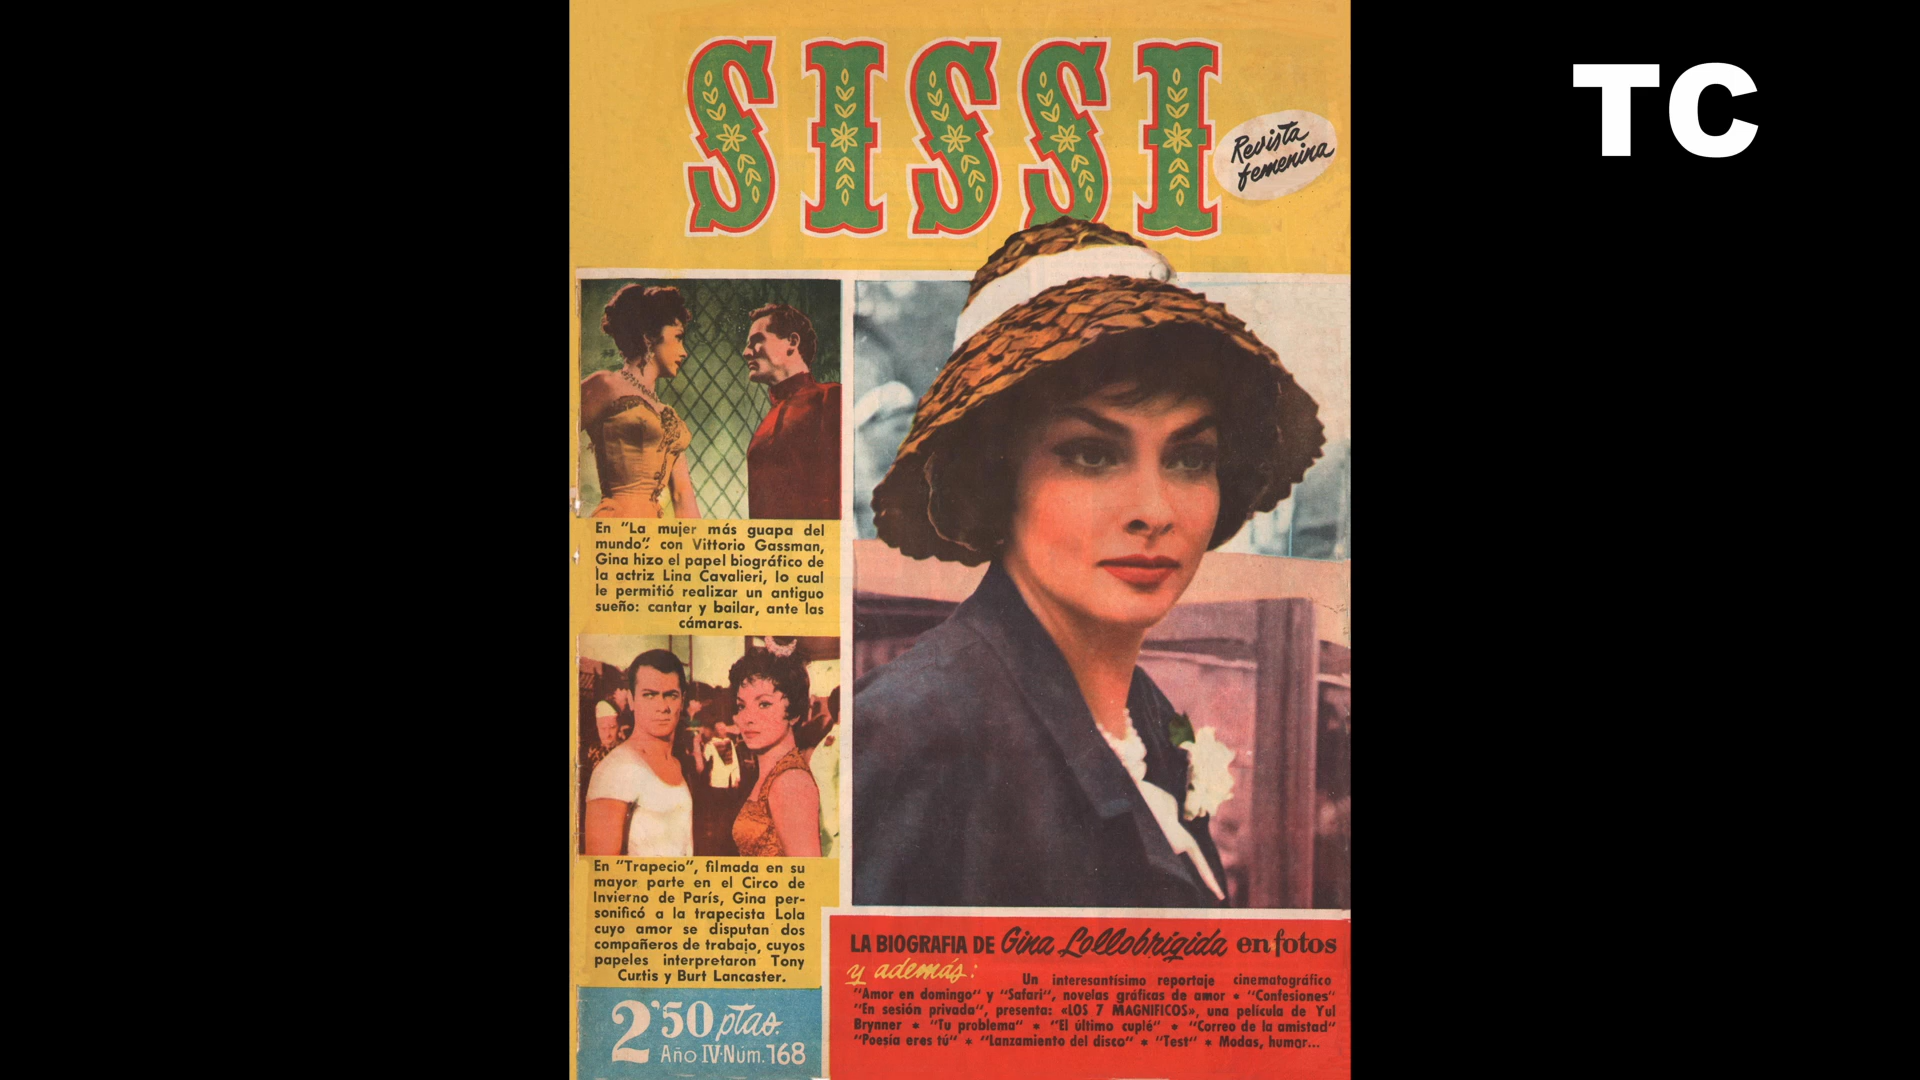 SISSI
Revista
femenina
TC
En "La mujer más guapa del
mundo". con Vittorio Gassman,
Gina hizo el papel biográfico de
la actriz Lina Cavalieri, lo cual
le permitió realizar un antiguo
sueño: cantar y bailar, ante las
cámaras.
En "Trapecio", filmada en su
mayor parte en el Circo de
Invierno de París, Gina per-
sonificó a la trapecista Lola
cuyo amor se disputan dos
compañeros de trabajo, cuyos
papeles interpretaron Tony
Curtis y Burt Lancaster.
2'50 ptas.
Año IV-Núm. 168
LA BIOGRAFIA DE Gina Lollobrigida en fotos
y además:
Un interesantísimo reportaje cinematográfico
"Amor en domingo" y "Safari", novelas gráficas de amor * "Confesiones"
"En sesión privada", presenta: «LOS 7 MAGNIFICOS», una película de Yul
Brynner * "Tu problema" * "El último cuplé" * "Correo de la amistad"
"Poesía eres tú" * "Lanzamiento del disco" * "Test" * Modas, humor...